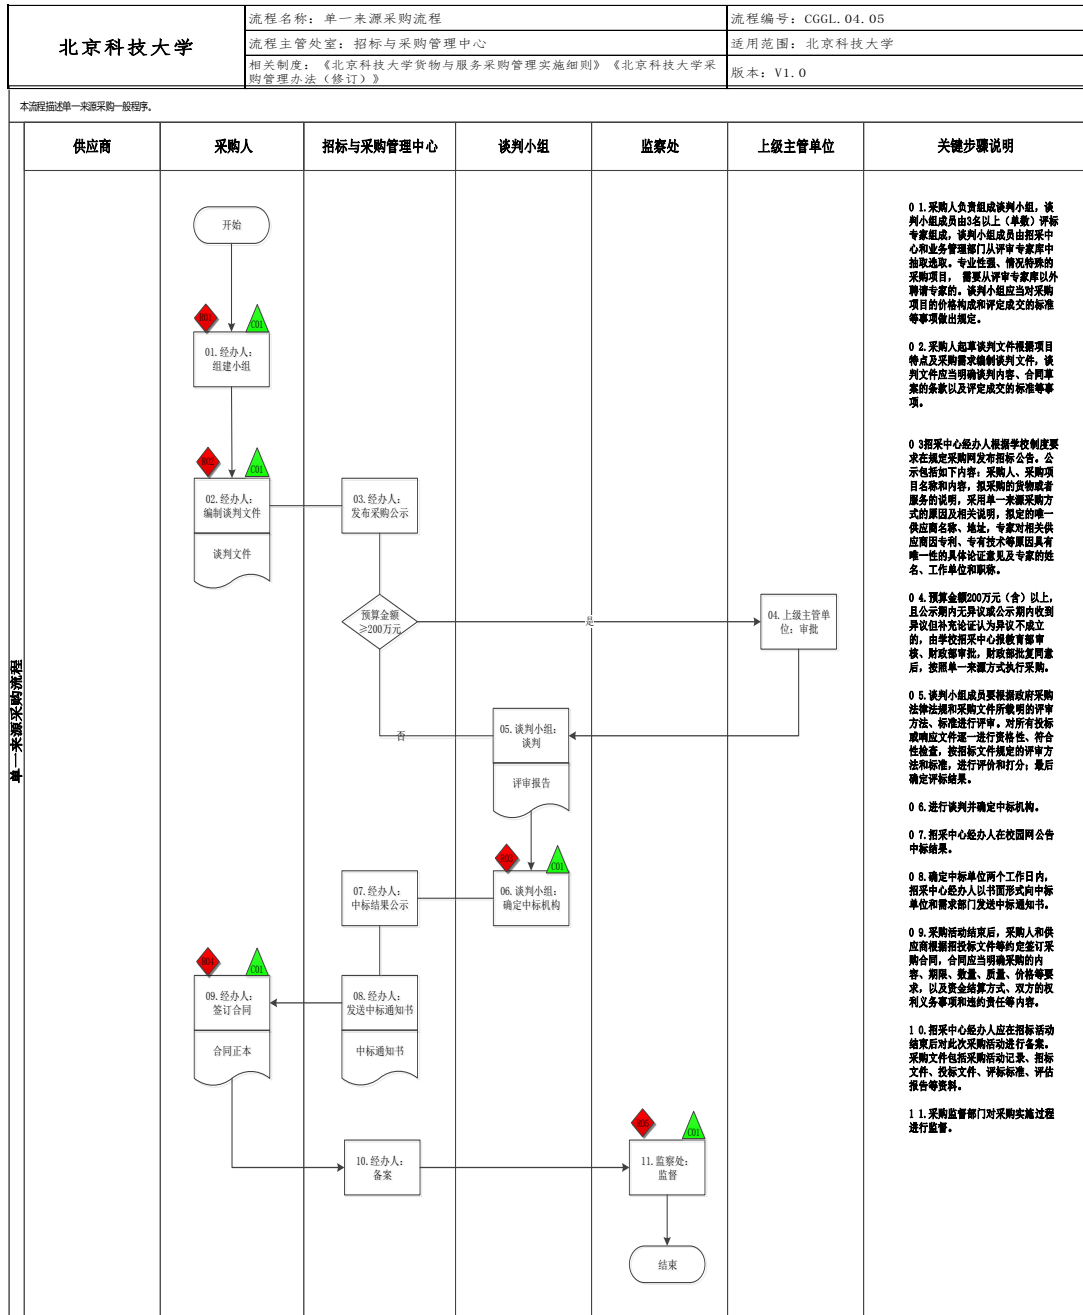 北京科技大学
流程名称：单一来源采购流程
流程编号：CGGL.04.05
流程主管处室：招标与采购管理中心
适用范围：北京科技大学
相关制度：《北京科技大学货物与服务采购管理实施细则》《北京科技大学采
购管理办法（修订）》
版本：V1.0
本流程描述单一来源采购一般程序。
单一来源采购流程
供应商
采购人
招标与采购管理中心
谈判小组
监察处
上级主管单位
关键步骤说明
开始
R01
C01
01.经办人：
组建小组
R02
C01
02.经办人：
编制谈判文件
谈判文件
03.经办人：
发布采购公示
预算金额
≥200万元
是
04.上级主管单
位：审批
否
05.谈判小组：
谈判
评审报告
R03
C01
06.谈判小组：
确定中标机构
07.经办人：
中标结果公示
08.经办人：
发送中标通知书
中标通知书
R04
C01
09.经办人：
签订合同
合同正本
10.经办人：
备案
R05
C01
11.监察处：
监督
结束
01.采购人负责组成谈判小组，谈
判小组成员由3名以上（单数）评标
专家组成，谈判小组成员由招采中
心和业务管理部门从评审专家库中
抽取选取。专业性强、情况特殊的
采购项目， 需要从评审专家库以外
聘请专家的。谈判小组应当对采购
项目的价格构成和评定成交的标准
等事项做出规定。
02.采购人起草谈判文件根据项目
特点及采购需求编制谈判文件，谈
判文件应当明确谈判内容、合同草
案的条款以及评定成交的标准等事
项。
03招采中心经办人根据学校制度要
求在规定采购网发布招标公告。公
示包括如下内容：采购人、采购项
目名称和内容，拟采购的货物或者
服务的说明，采用单一来源采购方
式的原因及相关说明，拟定的唯一
供应商名称、地址，专家对相关供
应商因专利、专有技术等原因具有
唯一性的具体论证意见及专家的姓
名、工作单位和职称。
04.预算金额200万元（含）以上，
且公示期内无异议或公示期内收到
异议但补充论证认为异议不成立
的，由学校招采中心报教育部审
核、财政部审批，财政部批复同意
后，按照单一来源方式执行采购。
05.谈判小组成员要根据政府采购
法律法规和采购文件所载明的评审
方法、标准进行评审。对所有投标
或响应文件逐一进行资格性、符合
性检查，按招标文件规定的评审方
法和标准，进行评价和打分；最后
确定评标结果。
06.进行谈判并确定中标机构。
07.招采中心经办人在校园网公告
中标结果。
08.确定中标单位两个工作日内，
招采中心经办人以书面形式向中标
单位和需求部门发送中标通知书。
09.采购活动结束后，采购人和供
应商根据招投标文件等约定签订采
购合同，合同应当明确采购的内
容、期限、数量、质量、价格等要
求，以及资金结算方式、双方的权
利义务事项和违约责任等内容。
10.招采中心经办人应在招标活动
结束后对此次采购活动进行备案。
采购文件包括采购活动记录、招标
文件、投标文件、评标标准、评估
报告等资料。
11.采购监督部门对采购实施过程
进行监督。